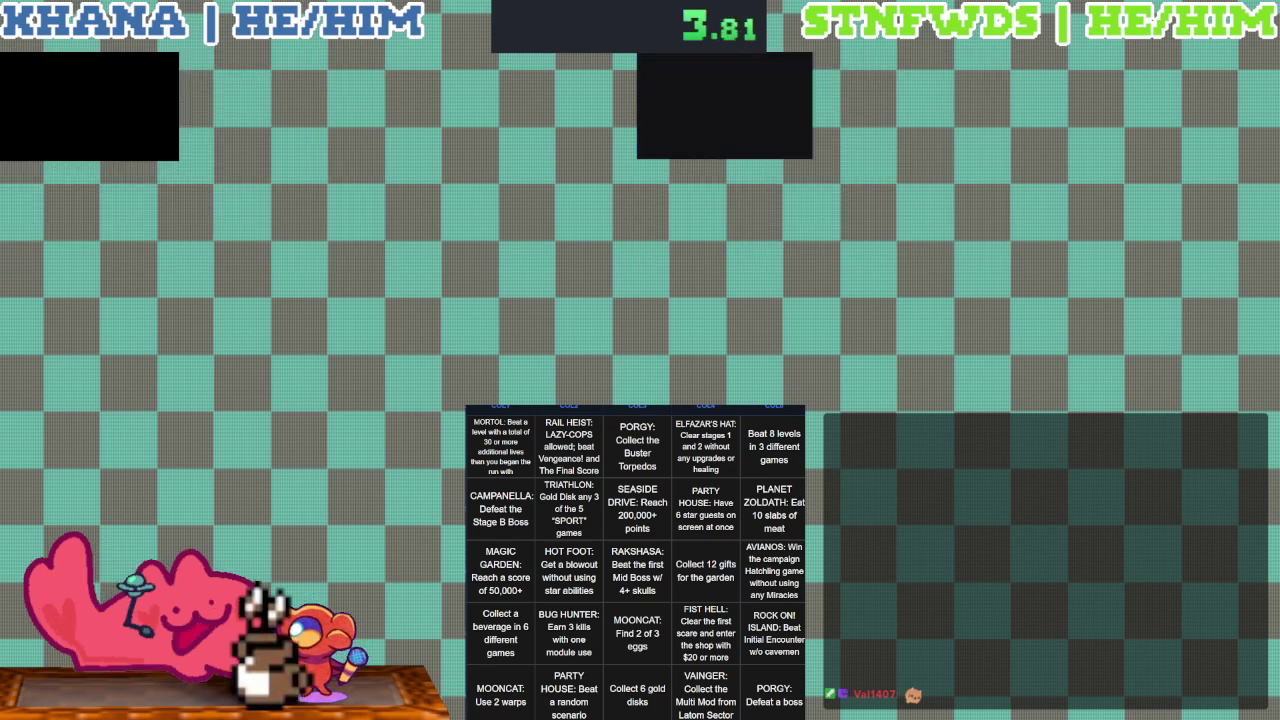 KHANA | HE/HIM
3.81
STNFWDS | HE/HIM
COL1 COL2 COL3 COL4 COL5
MORTOL: Beat a
level with a total of
30 or more
additional lives
than you began the
run with
RAIL HEIST:
LAZY-COPS
allowed; beat
Vengeance! and
The Final Score
PORGY:
Collect the
Buster
Torpedos
ELFAZAR'S HAT:
Clear stages 1
and 2 without
any upgrades or
healing
Beat 8 levels
in 3 different
games
CAMPANELLA:
Defeat the
Stage B Boss
TRIATHLON:
Gold Disk any 3
of the 5
"SPORT"
games
SEASIDE
DRIVE: Reach
200,000+
points
PARTY
HOUSE: Have
6 star guests on
screen at once
PLANET
ZOLDATH: Eat
10 slabs of
meat
MAGIC
GARDEN:
Reach a score
of 50,000+
HOT FOOT:
Get a blowout
without using
star abilities
RAKSHASA:
Beat the first
Mid Boss w/
4+ skulls
Collect 12 gifts
for the garden
AVIANOS: Win
the campaign
Hatchling game
without using
any Miracles
Collect a
beverage in 6
different
games
BUG HUNTER:
Earn 3 kills
with one
module use
MOONCAT:
Find 2 of 3
eggs
FIST HELL:
Clear the first
scare and enter
the shop with
$20 or more
ROCK ON!
ISLAND: Beat
Initial Encounter
w/o cavemen
MOONCAT:
Use 2 warps
PARTY
HOUSE: Beat
a random
scenario
Collect 6 gold
disks
VAINGER:
Collect the
Multi Mod from
Latom Sector
PORGY:
Defeat a boss
Val1407